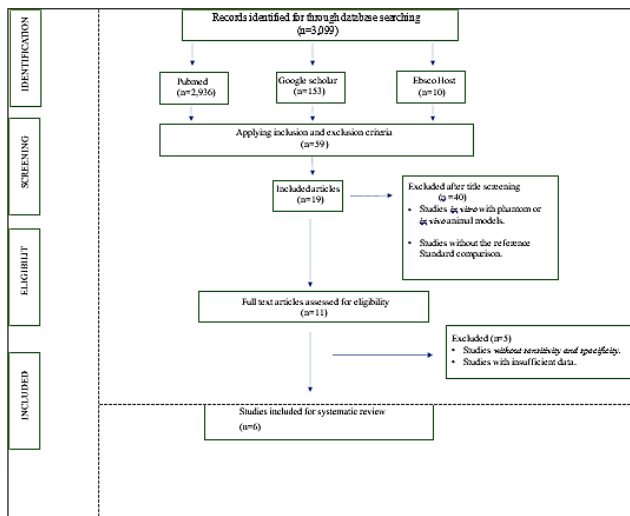 Records identified for through database searching
(n=3,099)
IDENTIFICATION
Pubmed
(n=2,936)
Google scholar
(n=153)
Ebsco Host
(n=10)
Applying inclusion and exclusion criteria
(n=59)
SCREENING
Included articles
(n=19)
Excluded after title screening
(n =40)
• Studies in vitro with phantom or
in vivo animal models.
• Studies without the reference
Standard comparison.
ELIGIBILIT
Full text articles assessed for eligibility
(n=11)
Excluded (n=5)
• Studies without sensitivity and specificity.
• Studies with insufficient data.
INCLUDED
Studies included for systematic review
(n=6)